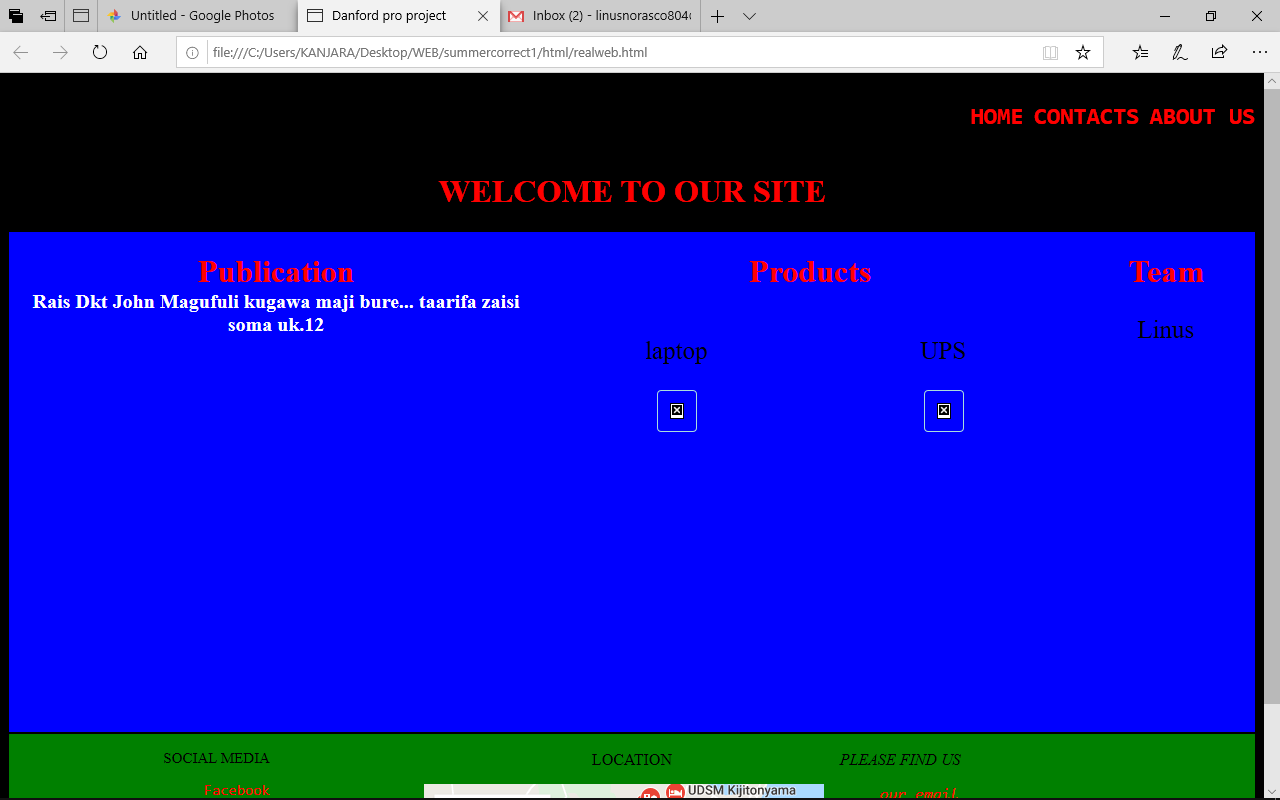 Untitled - Google Photos
Danford pro project
Inbox (2) - linusnorasco804
file:///C:/Users/KANJARA/Desktop/WEB/summercorrect1/html/realweb.html
HOME CONTACTS ABOUT US
WELCOME TO OUR SITE
Publication
Rais Dkt John Magufuli kugawa maji bure... taarifa zaisi
soma uk.12
Products
laptop
UPS
Team
Linus
SOCIAL MEDIA
Facebook
LOCATION
UDSM Kijitonyama
PLEASE FIND US
our email